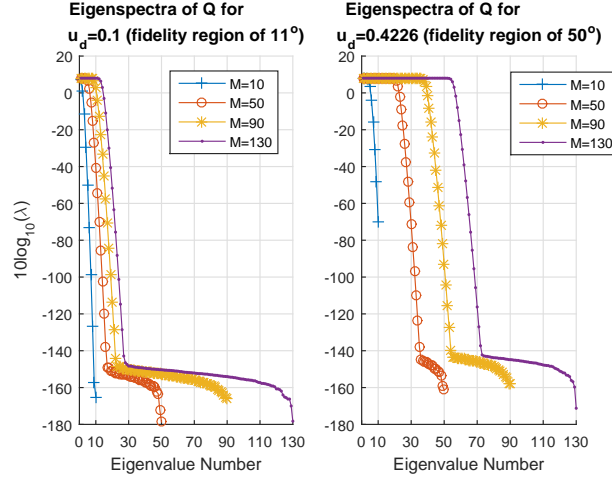 Eigenspectra of Q for
u_d=0.1 (fidelity region of 11°)
Eigenspectra of Q for
u_d=0.4226 (fidelity region of 50°)
20
0
-20
-40
-60
-80
-100
-120
-140
-160
-180
10log₁₀(λ)
M=10
M=50
M=90
M=130
0 10 30 50 70 90 110 130
Eigenvalue Number
20
0
-20
-40
-60
-80
-100
-120
-140
-160
-180
M=10
M=50
M=90
M=130
0 10 30 50 70 90 110 130
Eigenvalue Number